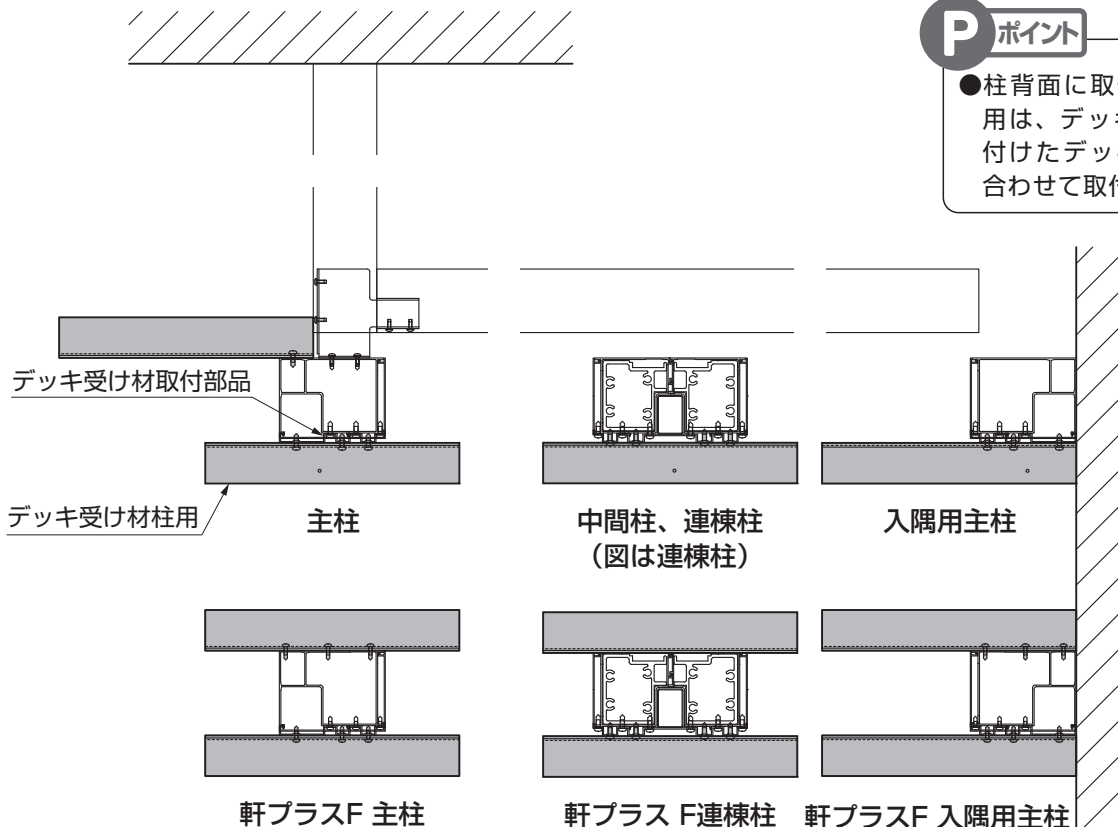 P ポイント
●柱背面に取
用は、デッ
付けたデッ
合わせて取
デッキ受け材取付部品
デッキ受け材柱用
主柱
中間柱、連棟柱
(図は連棟柱)
入隅用主柱
軒プラスF 主柱
軒プラス F連棟柱
軒プラスF 入隅用主柱